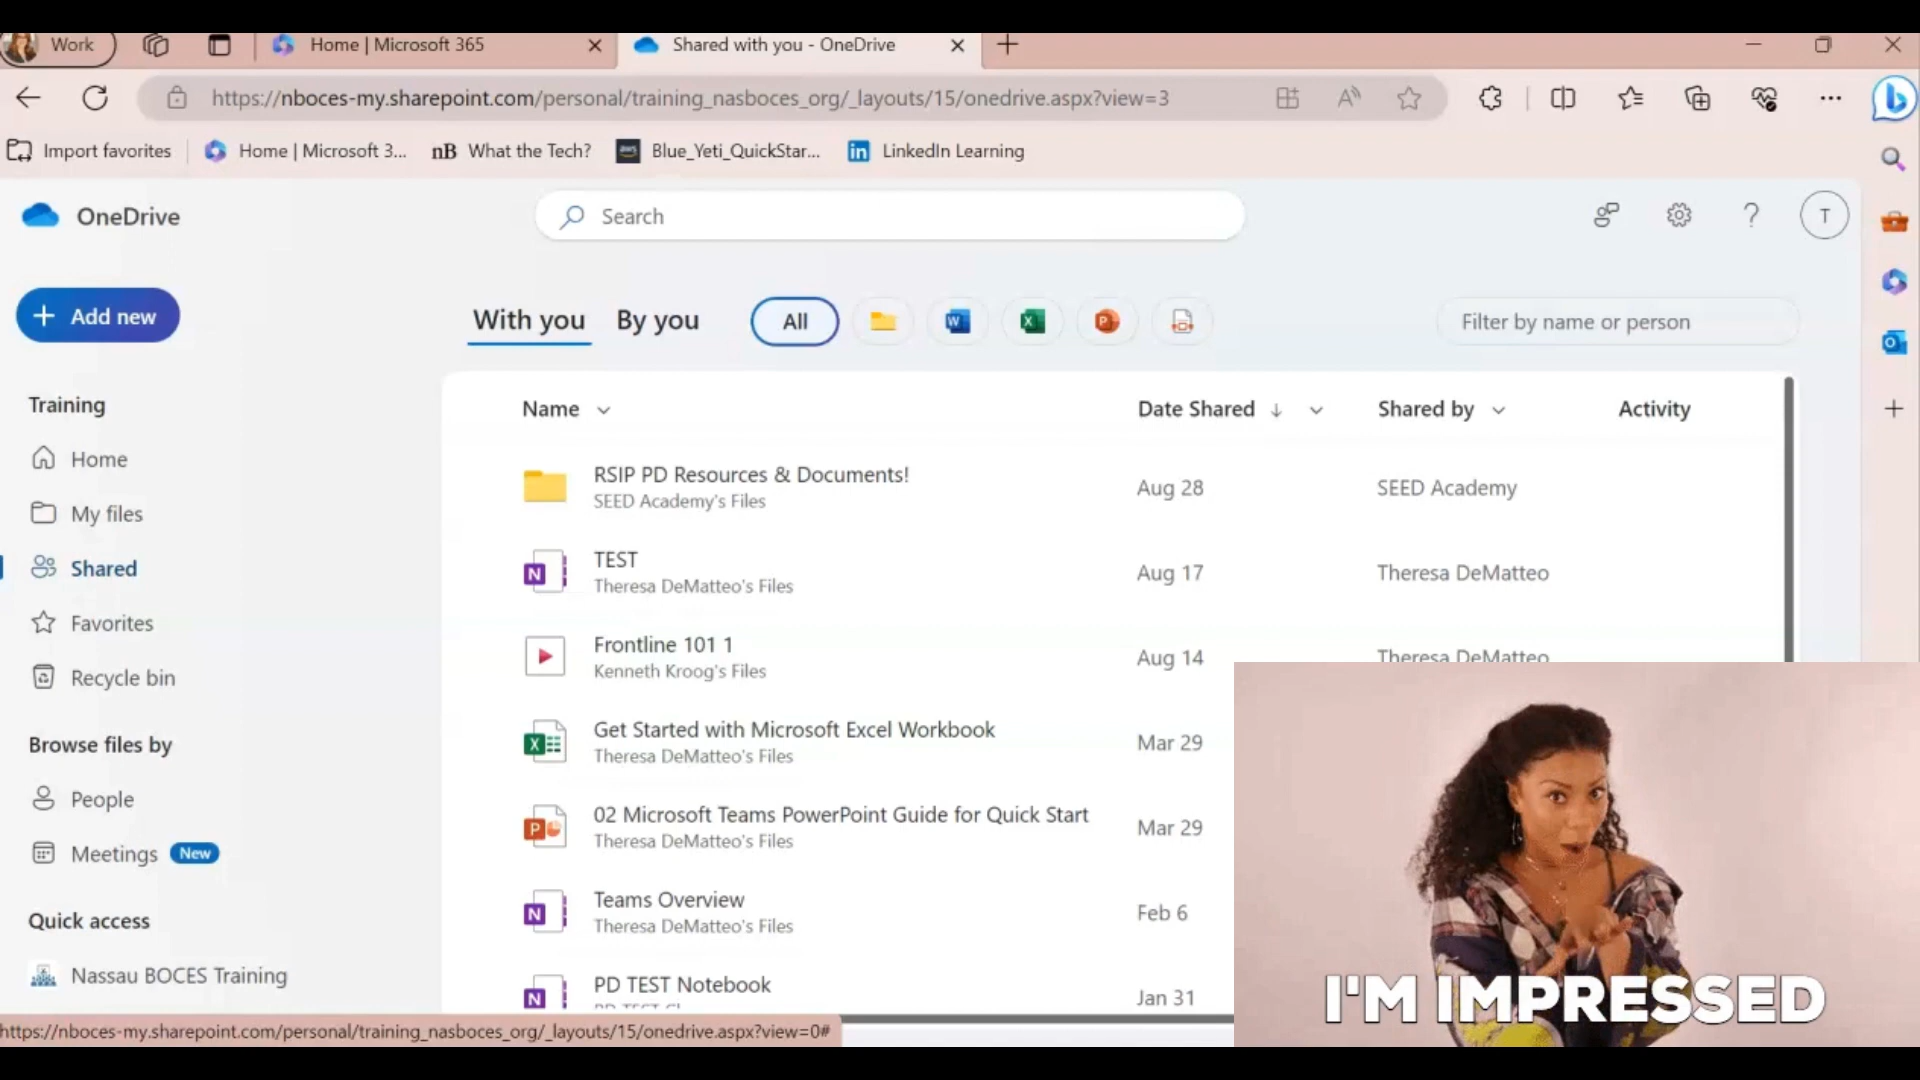 Work
Home | Microsoft 365
Shared with you - OneDrive
https://nboces-my.sharepoint.com/personal/training_nasboces_org/_layouts/15/onedrive.aspx?view=3
Import favorites
Home | Microsoft 3...
nB What the Tech?
aws Blue_Yeti_QuickStar...
in LinkedIn Learning
OneDrive
Search
T
Add new
With you
By you
All
Filter by name or person
Training
Home
My files
Shared
Favorites
Recycle bin
Browse files by
People
Meetings New
Quick access
Nassau BOCES Training
Name
Date Shared
Shared by
Activity
RSIP PD Resources & Documents!
SEED Academy's Files
Aug 28
SEED Academy
TEST
Theresa DeMatteo's Files
Aug 17
Theresa DeMatteo
Frontline 101 1
Kenneth Kroog's Files
Aug 14
Theresa DeMatteo
Get Started with Microsoft Excel Workbook
Theresa DeMatteo's Files
Mar 29
02 Microsoft Teams PowerPoint Guide for Quick Start
Theresa DeMatteo's Files
Mar 29
Teams Overview
Theresa DeMatteo's Files
Feb 6
PD TEST Notebook
Jan 31
I'M IMPRESSED
https://nboces-my.sharepoint.com/personal/training_nasboces_org/_layouts/15/onedrive.aspx?view=0#